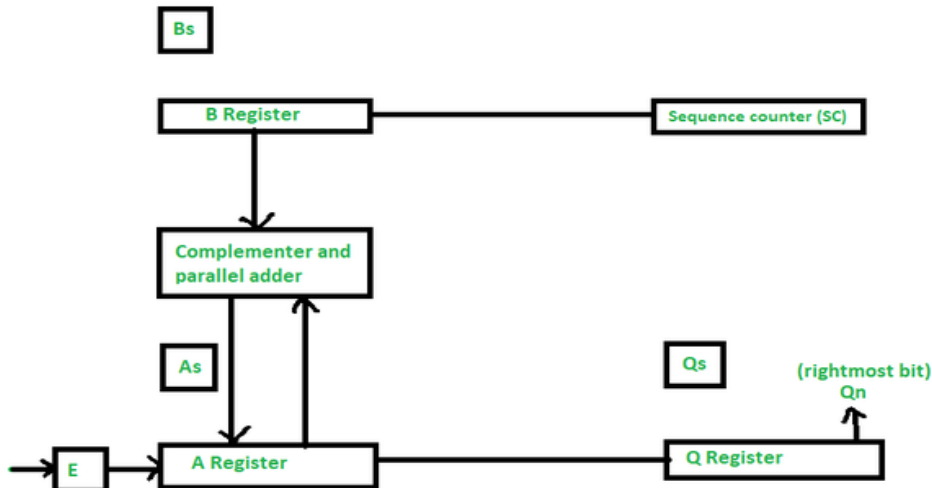 Bs
B Register
Sequence counter (SC)
Complementer and
parallel adder
As
Qs
(rightmost bit)
Qn
E
A Register
Q Register